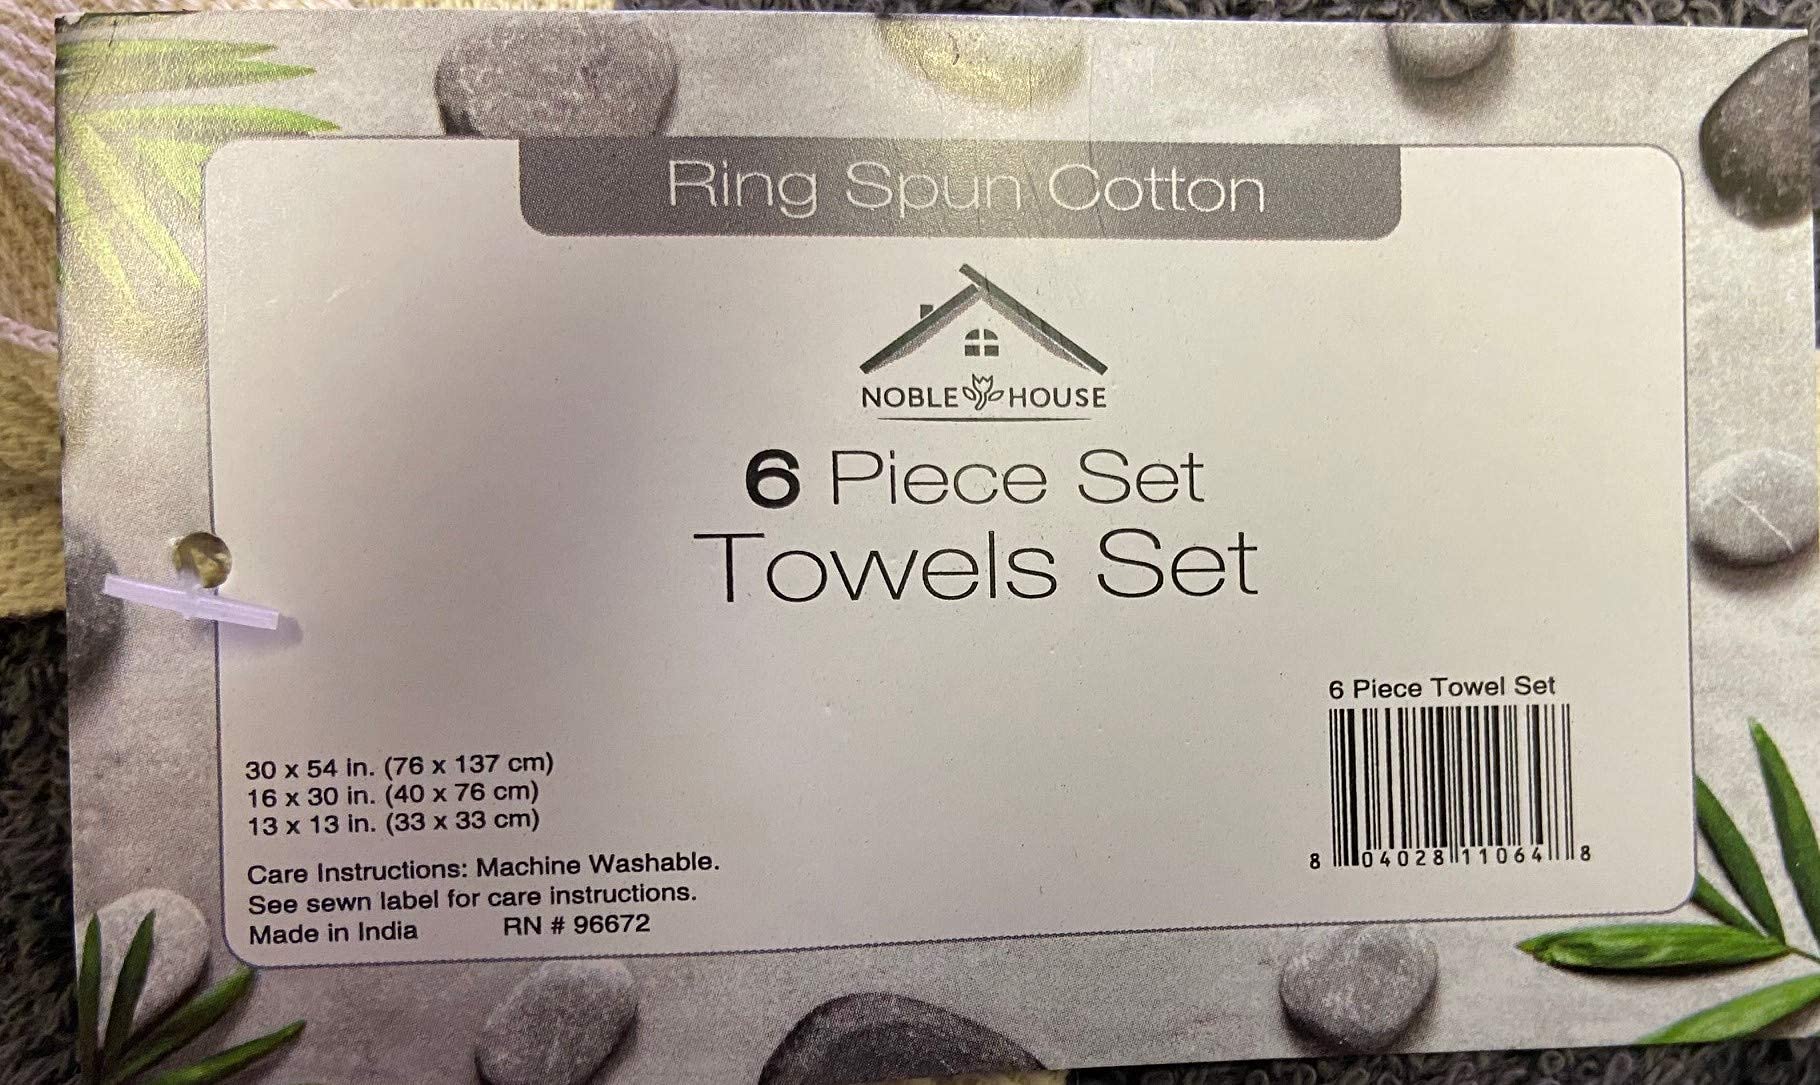 Ring Spun Cotton
NOBLE HOUSE
6 Piece Set
Towels Set
6 Piece Towel Set
8 04028 11064 8
30 x 54 in. (76 x 137 cm)
16 x 30 in. (40 x 76 cm)
13 x 13 in. (33 x 33 cm)
Care Instructions: Machine Washable.
See sewn label for care instructions.
Made in India RN # 96672